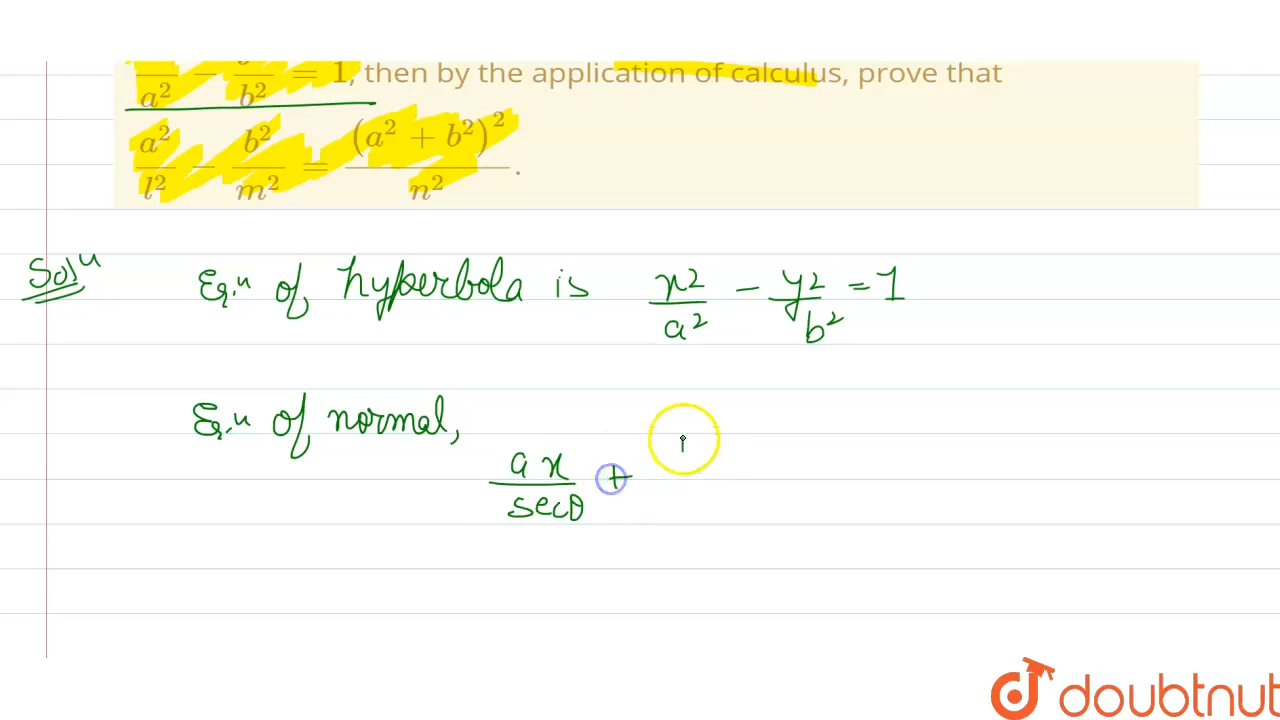 /a² − /b² = 1, then by the application of calculus, prove that
a²/l² − b²/m² = (a² + b²)²/n².
Solⁿ
Eq.ⁿ of hyperbola is x²/a² − y²/b² = 1
Eq.ⁿ of normal,
ax/secθ +
doubtnut